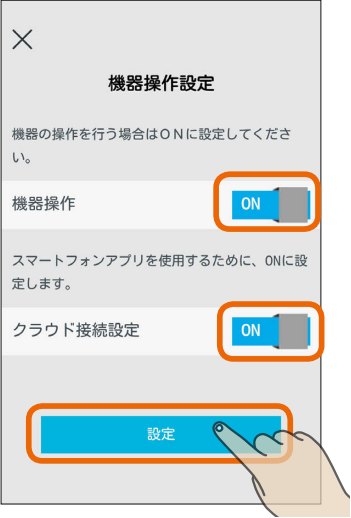 機器操作設定
機器の操作を行う場合はＯＮに設定してくださ
い。
機器操作
ON
スマートフォンアプリを使用するために、ONに設
定します。
クラウド接続設定
ON
設定